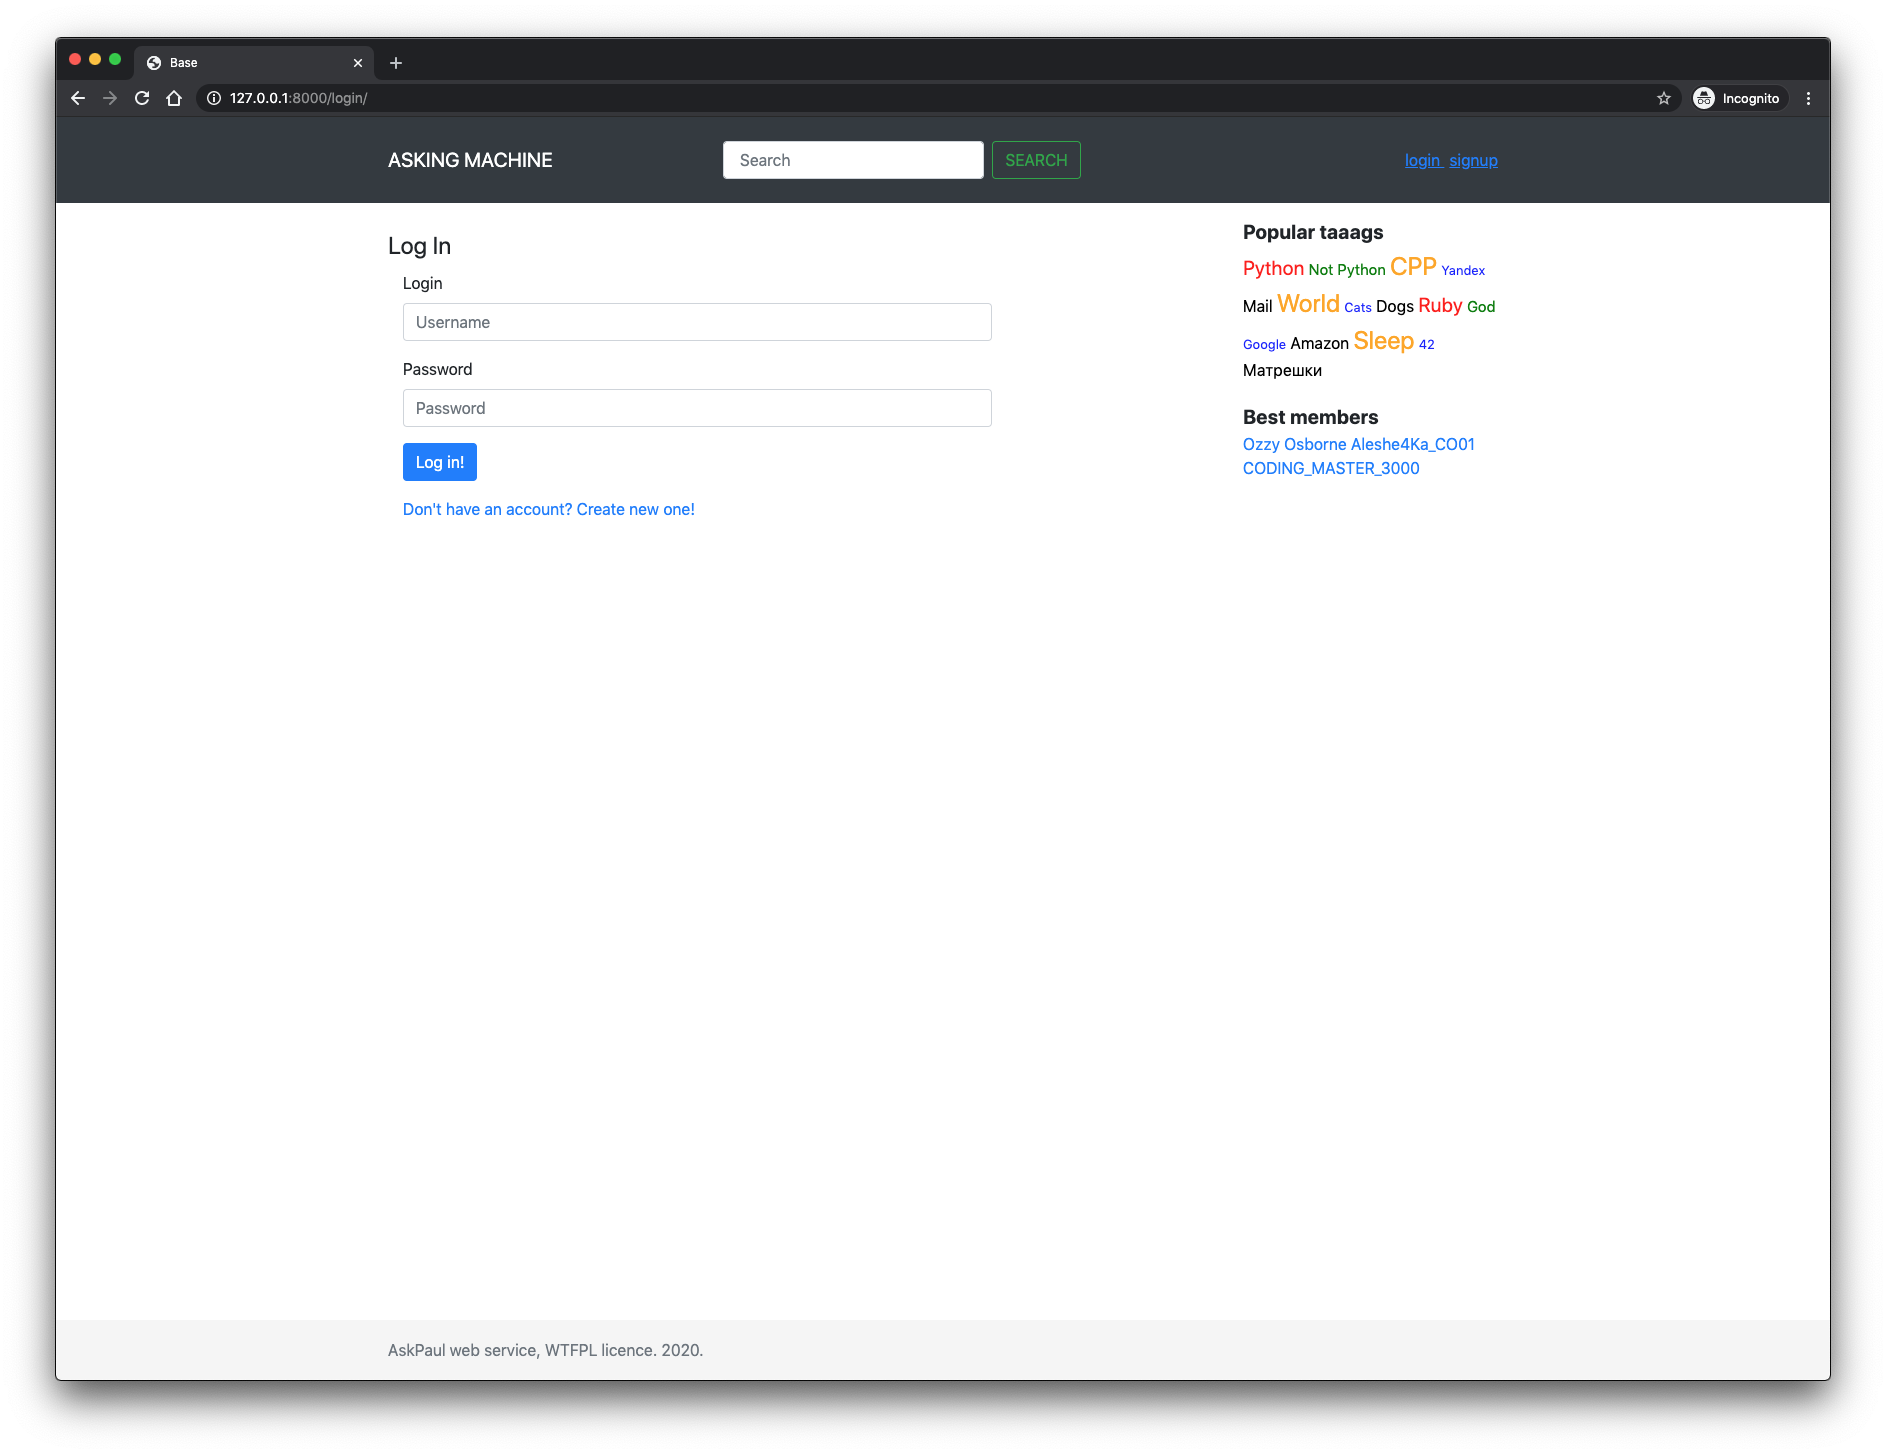 Base
127.0.0.1:8000/login/
Incognito
ASKING MACHINE
Search
SEARCH
login signup
Log In
Login
Username
Password
Password
Log in!
Don't have an account? Create new one!
Popular taaags
Python Not Python CPP Yandex
Mail World Cats Dogs Ruby God
Google Amazon Sleep 42
Матрешки
Best members
Ozzy Osborne Aleshe4Ka_CO01
CODING_MASTER_3000
AskPaul web service, WTFPL licence. 2020.